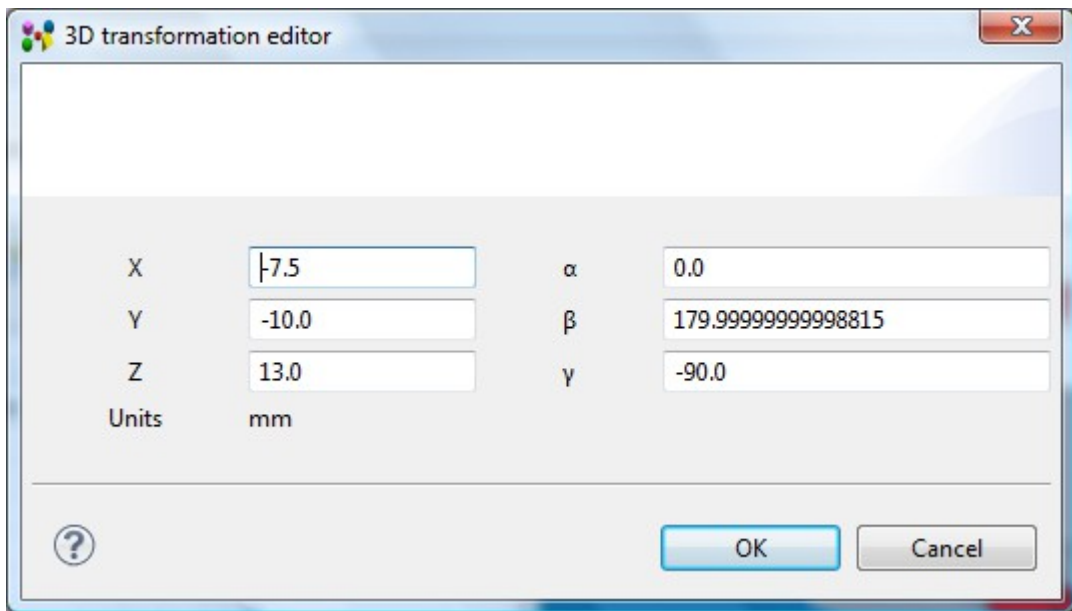 3D transformation editor
X -7.5 α 0.0
Y -10.0 β 179.99999999998815
Z 13.0 γ -90.0
Units mm
? OK Cancel